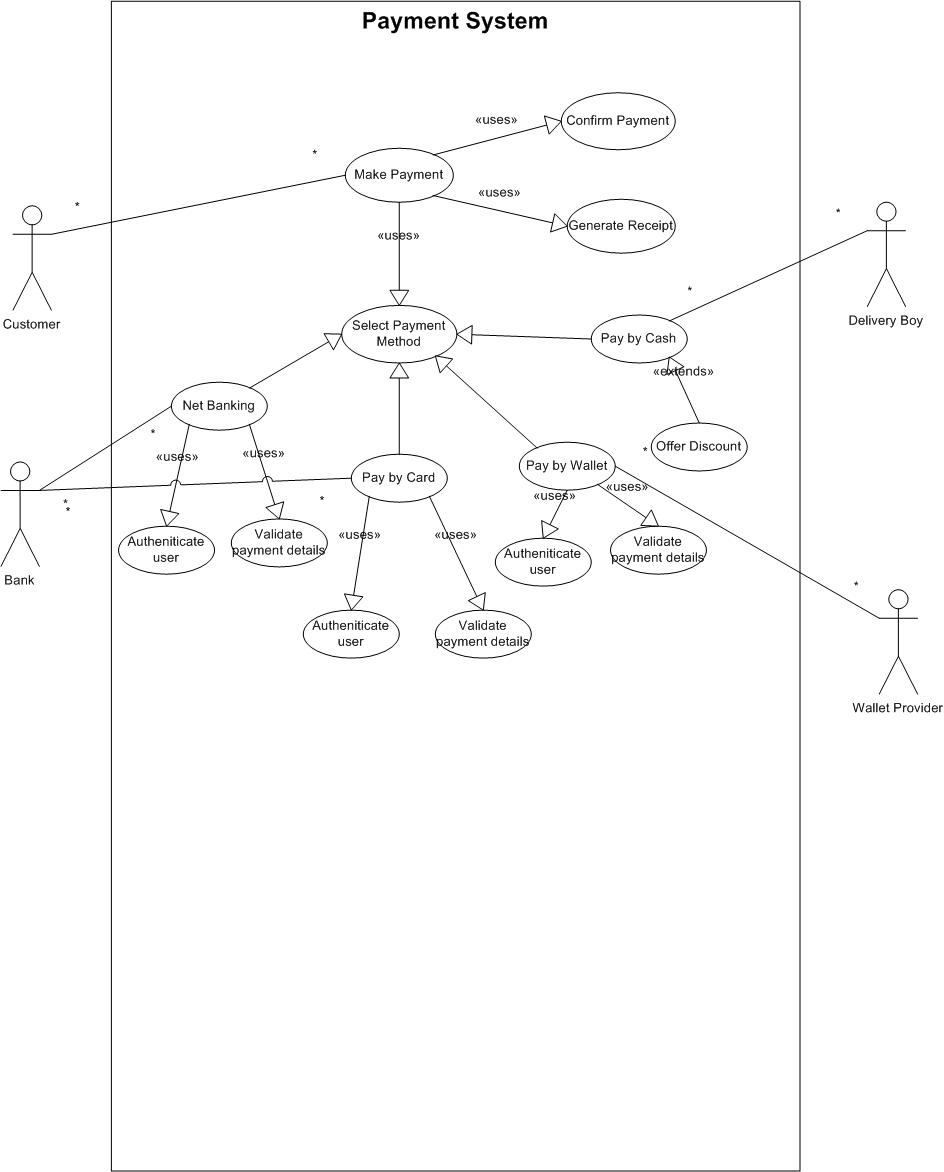 Payment System
«uses»
Confirm Payment
*
Make Payment
«uses»
*
*
Generate Receipt
«uses»
*
Customer
Delivery Boy
Select Payment
Method
Pay by Cash
«extends»
Net Banking
*
Offer Discount
*
«uses»
«uses»
Pay by Card
Pay by Wallet
«uses»
«uses»
*
*
*
Bank
Autheniticate
user
Validate
payment details
«uses»
«uses»
Autheniticate
user
Validate
payment details
*
Autheniticate
user
Validate
payment details
Wallet Provider